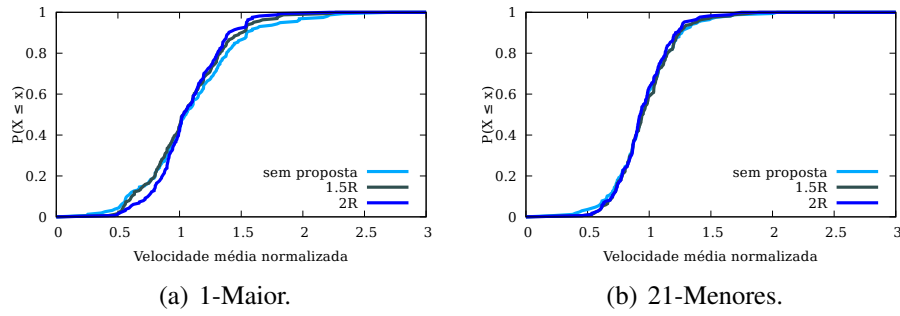 1
0.8
0.6
0.4
0.2
0
P(X ≤ x)
sem proposta
1.5R
2R
0 0.5 1 1.5 2 2.5 3
Velocidade média normalizada
(a) 1-Maior.
1
0.8
0.6
0.4
0.2
0
P(X ≤ x)
sem proposta
1.5R
2R
0 0.5 1 1.5 2 2.5 3
Velocidade média normalizada
(b) 21-Menores.